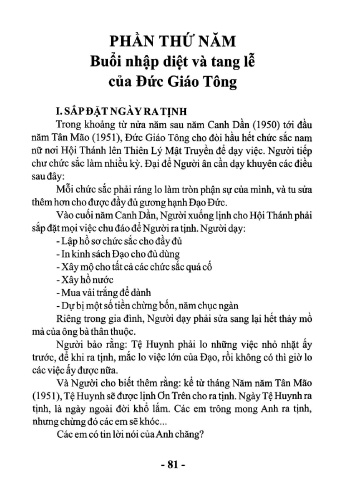 PHẦN THỨ NĂM
Buổi nhập diệt và tang lễ
của Đức Giáo Tông
I. SẮP ĐẶT NGÀY RA TỊNH
Trong khoảng từ nửa năm sau năm Canh Dần (1950) tới đầu
năm Tân Mão (1951), Đức Giáo Tông cho đòi hầu hết chức sắc nam
nữ nơi Hội Thánh lên Thiên Lý Mật Truyền để dạy việc. Người tiếp
chư chức sắc làm nhiều kỳ. Đại để Người ân cần dạy khuyên các điều
sau đây:
Mỗi chức sắc phải ráng lo làm tròn phận sự của mình, và tu sửa
thêm hơn cho được đầy đủ gương hạnh Đạo Đức.
Vào cuối năm Canh Dần, Người xuống lịnh cho Hội Thánh phải
sắp đặt mọi việc chu đáo để Người ra tịnh. Người dạy:
- Lập hồ sơ chức sắc cho đầy đủ
- In kinh sách Đạo cho đủ dùng
- Xây mộ cho tất cả các chức sắc quá cố
- Xây hồ nước
- Mua vải trắng để dành
- Dự bị một số tiền chừng bốn, năm chục ngàn
Riêng trong gia đình, Người dạy phải sửa sang lại hết thảy mồ
mả của ông bà thân thuộc.
Người bảo rằng: Tệ Huynh phải lo những việc nhỏ nhặt ấy
trước, để khi ra tịnh, mắc lo việc lớn của Đạo, rồi không có thì giờ lo
các việc ấy được nữa.
Và Người cho biết thêm rằng: kể từ tháng Năm năm Tân Mão
(1951), Tệ Huynh sẽ được lịnh Ơn Trên cho ra tịnh. Ngày Tệ Huynh ra
tịnh, là ngày ngoài đời khổ lắm. Các em trông mong Anh ra tịnh,
nhưng chừng đó các em sẽ khóc...
Các em có tin lời nói của Anh chăng?
- 81 -